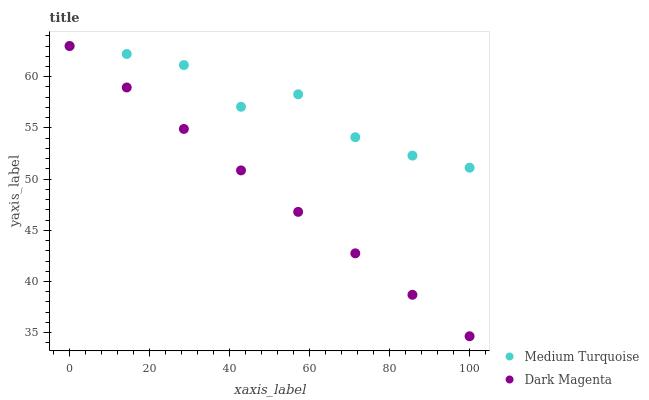 title
yaxis_label
60
55
50
45
40
35
0 20 40 60 80 100
xaxis_label
Medium Turquoise
Dark Magenta